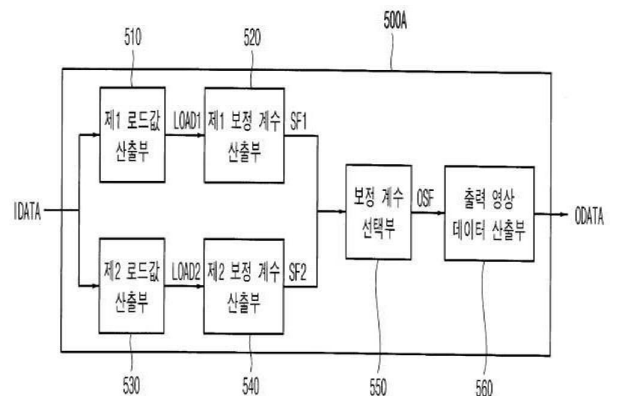 500A
510
520
제1 로드값
산출부
LOAD1
제1 보정 계수
산출부
SF1
IDATA
보정 계수
선택부
OSF
출력 영상
데이터 산출부
ODATA
제2 로드값
산출부
LOAD2
제2 보정 계수
산출부
SF2
530
540
550
560